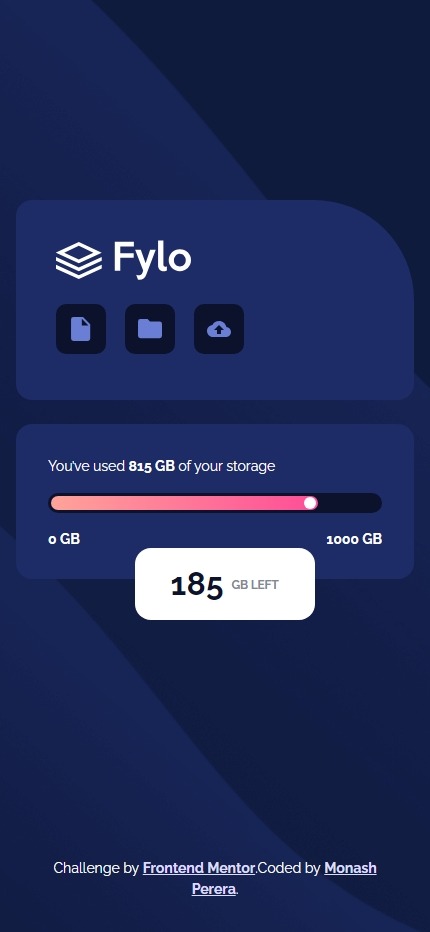 Fylo
You've used 815 GB of your storage
0 GB
1000 GB
185 GB LEFT
Challenge by Frontend Mentor.Coded by Monash
Perera.